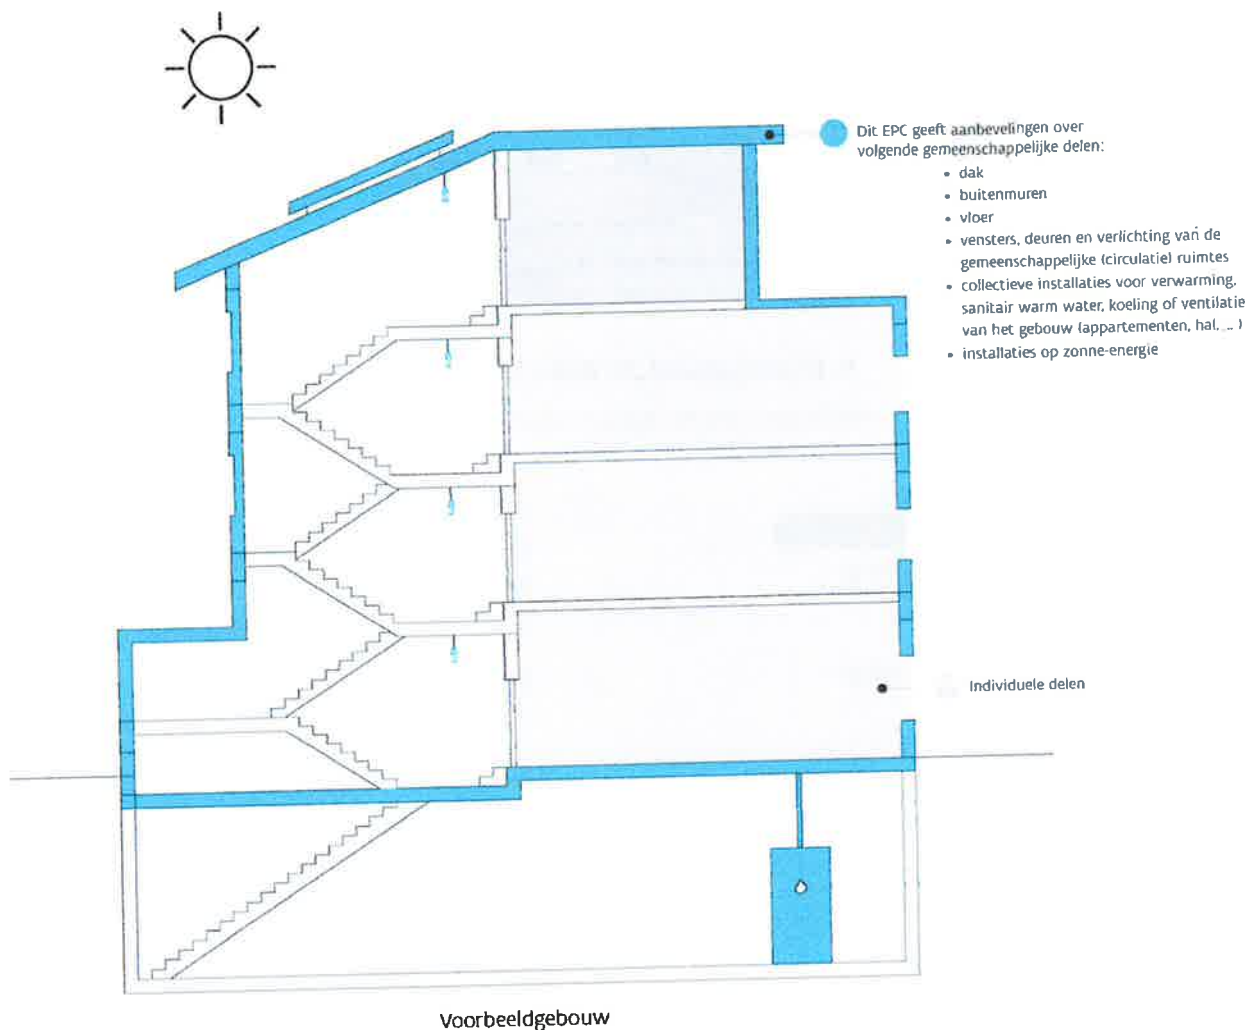 Dit EPC geeft aanbevelingen over
volgende gemeenschappelijke delen:
• dak
• buitenmuren
• vloer
• vensters, deuren en verlichting van de
gemeenschappelijke (circulatie) ruimtes
• collectieve installaties voor verwarming,
sanitair warm water, koeling of ventilatie
van het gebouw (appartementen, hal, ... )
• installaties op zonne-energie
Individuele delen
Voorbeeldgebouw